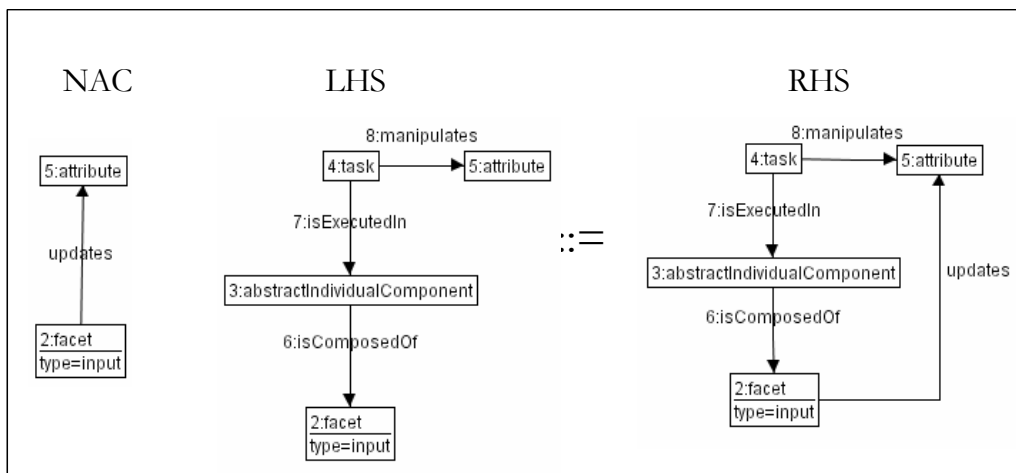 NAC
LHS
RHS
5:attribute
updates
2:facet
type=input
8:manipulates
4:task
5:attribute
7:isExecutedIn
3:abstractIndividualComponent
6:isComposedOf
2:facet
type=input
::=
8:manipulates
4:task
5:attribute
7:isExecutedIn
updates
3:abstractIndividualComponent
6:isComposedOf
2:facet
type=input